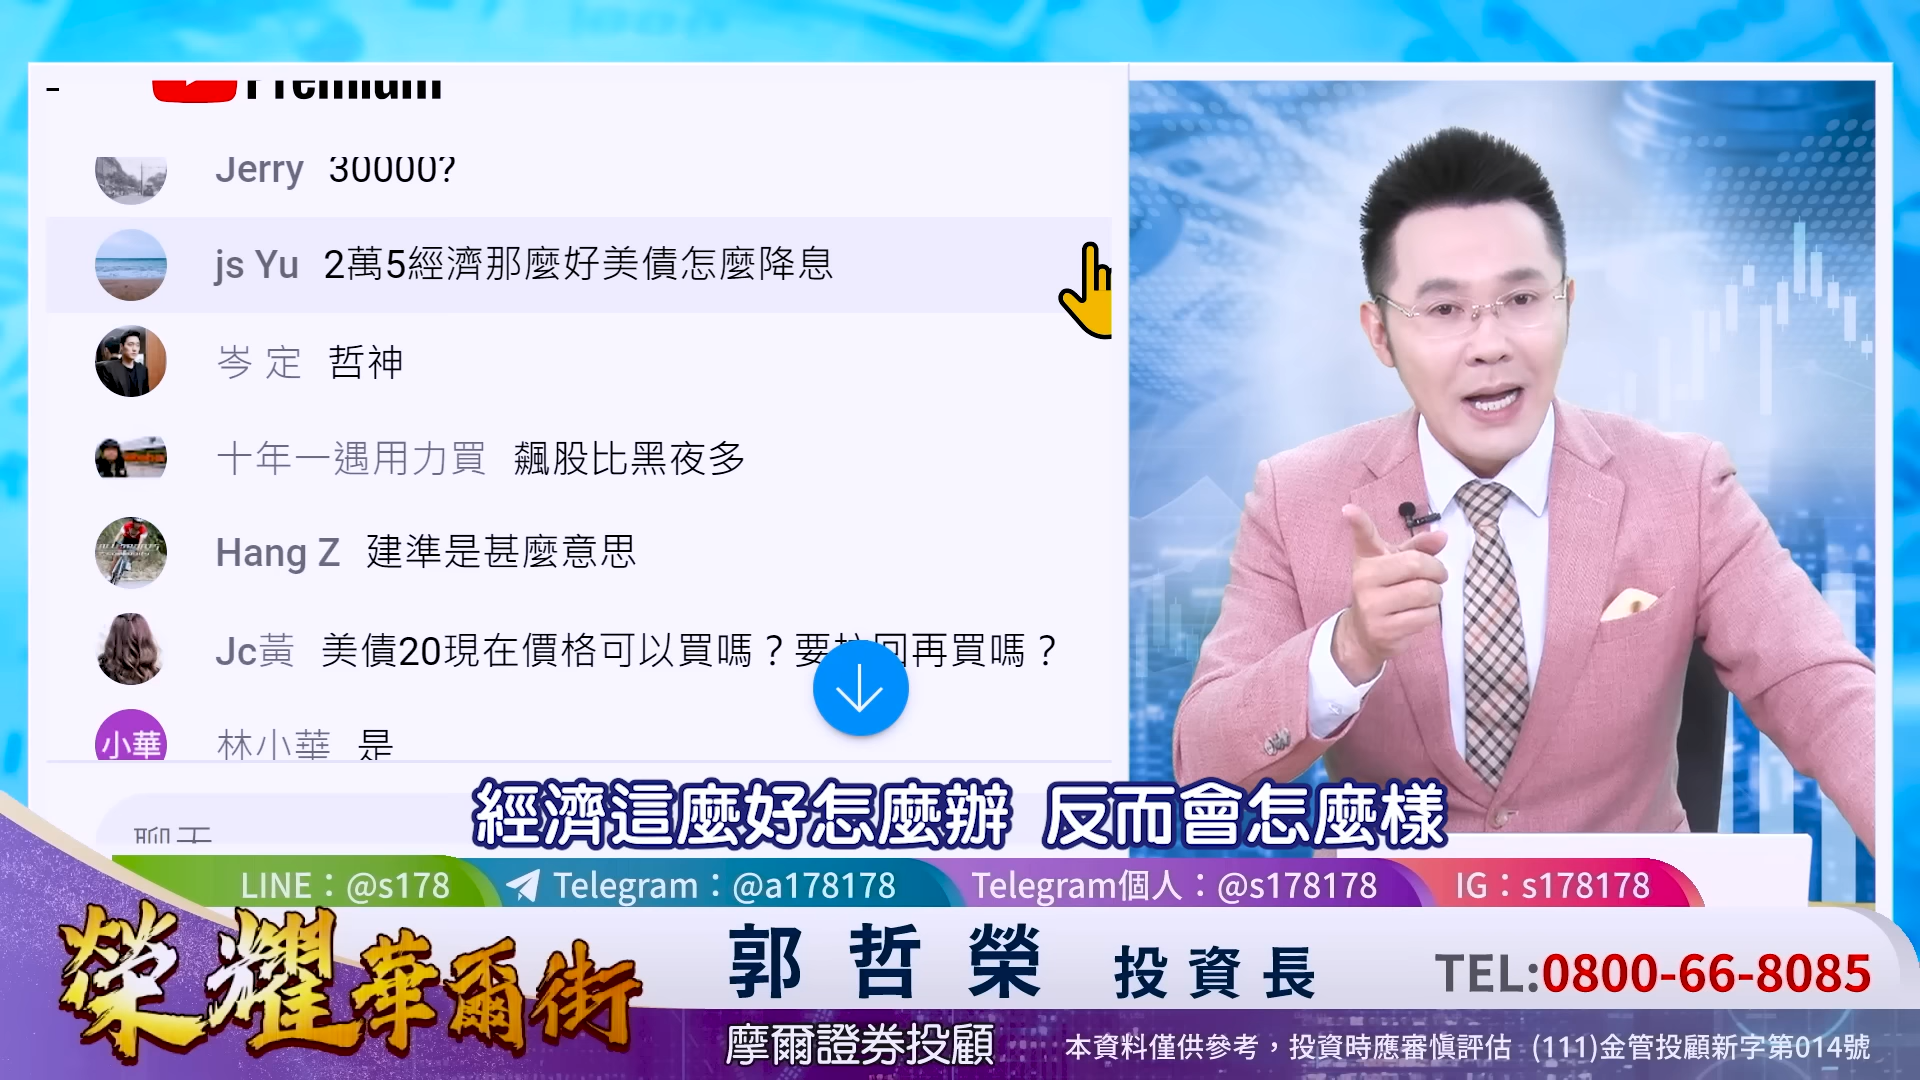 Premium
Jerry 30000?
js Yu 2萬5經濟那麼好美債怎麼降息
岑 定 哲神
十年一遇用力買 飆股比黑夜多
Hang Z 建準是甚麼意思
Jc黃 美債20現在價格可以買嗎？要拉回再買嗎？
小華 林小華 是
聊天
經濟這麼好怎麼辦 反而會怎麼樣
LINE：@s178 Telegram：@a178178 Telegram個人：@s178178 IG：s178178
榮耀華爾街
郭哲榮 投資長 TEL:0800-66-8085
摩爾證券投顧 本資料僅供參考，投資時應審慎評估 (111)金管投顧新字第014號